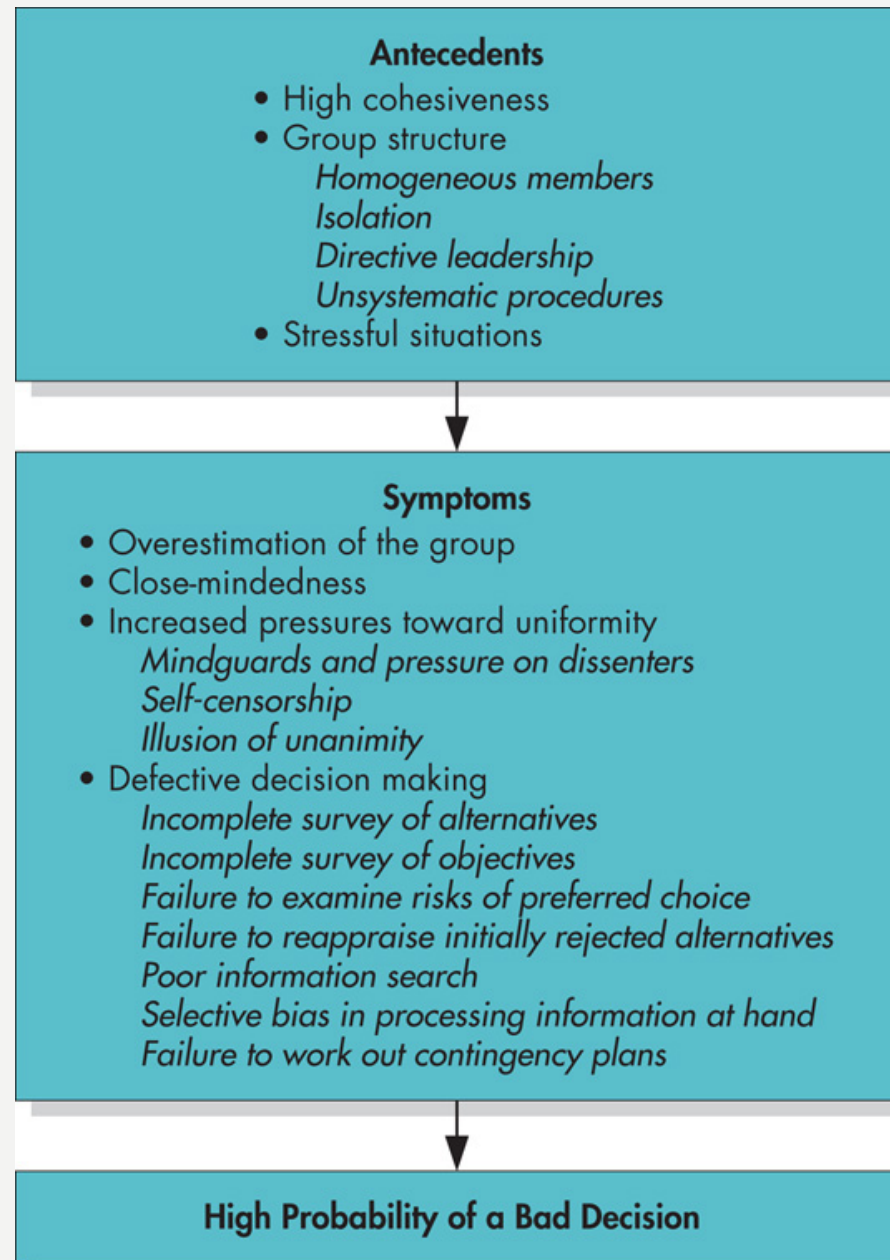 Antecedents
• High cohesiveness
• Group structure
Homogeneous members
Isolation
Directive leadership
Unsystematic procedures
• Stressful situations
Symptoms
• Overestimation of the group
• Close-mindedness
• Increased pressures toward uniformity
Mindguards and pressure on dissenters
Self-censorship
Illusion of unanimity
• Defective decision making
Incomplete survey of alternatives
Incomplete survey of objectives
Failure to examine risks of preferred choice
Failure to reappraise initially rejected alternatives
Poor information search
Selective bias in processing information at hand
Failure to work out contingency plans
High Probability of a Bad Decision